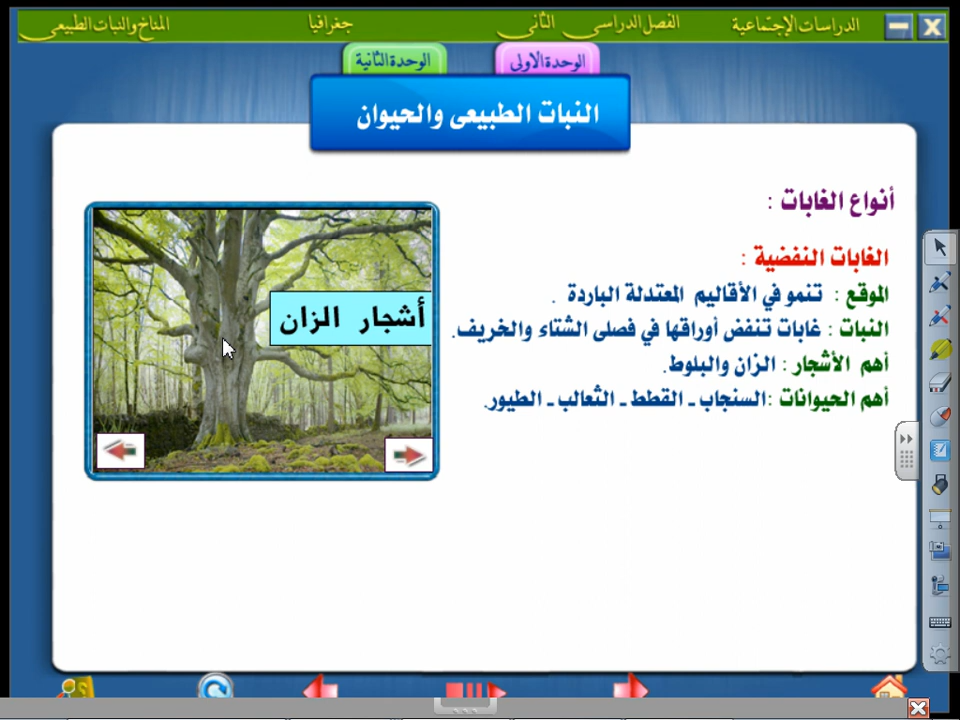 الدراسات الإجتماعية الفصل الدراسى الثانى جغرافيا المناخ والنبات الطبيعى
الوحدة الاولى الوحدة الثانية
النبات الطبيعى والحيوان
أنواع الغابات :
الغابات النفضية :
الموقع : تنمو في الأقاليم المعتدلة الباردة .
النبات : غابات تنفض أوراقها في فصلى الشتاء والخريف.
أهم الأشجار : الزان والبلوط.
أهم الحيوانات : السنجاب ـ القطط ـ الثعالب ـ الطيور.
أشجار الزان